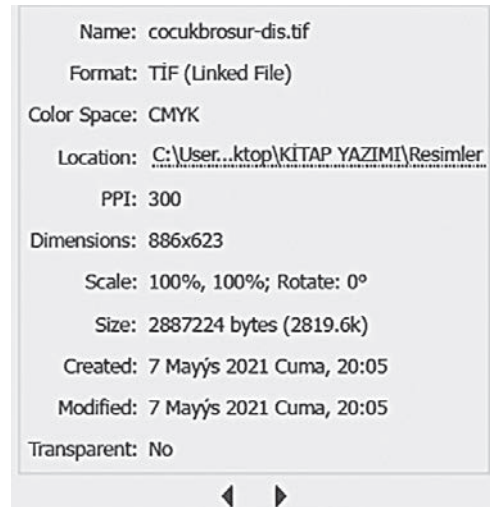 Name: cocukbrosur-dis.tif
Format: TİF (Linked File)
Color Space: CMYK
Location: C:\User...ktop\KİTAP YAZIMI\Resimler
PPI: 300
Dimensions: 886x623
Scale: 100%, 100%; Rotate: 0°
Size: 2887224 bytes (2819.6k)
Created: 7 Mayýs 2021 Cuma, 20:05
Modified: 7 Mayýs 2021 Cuma, 20:05
Transparent: No